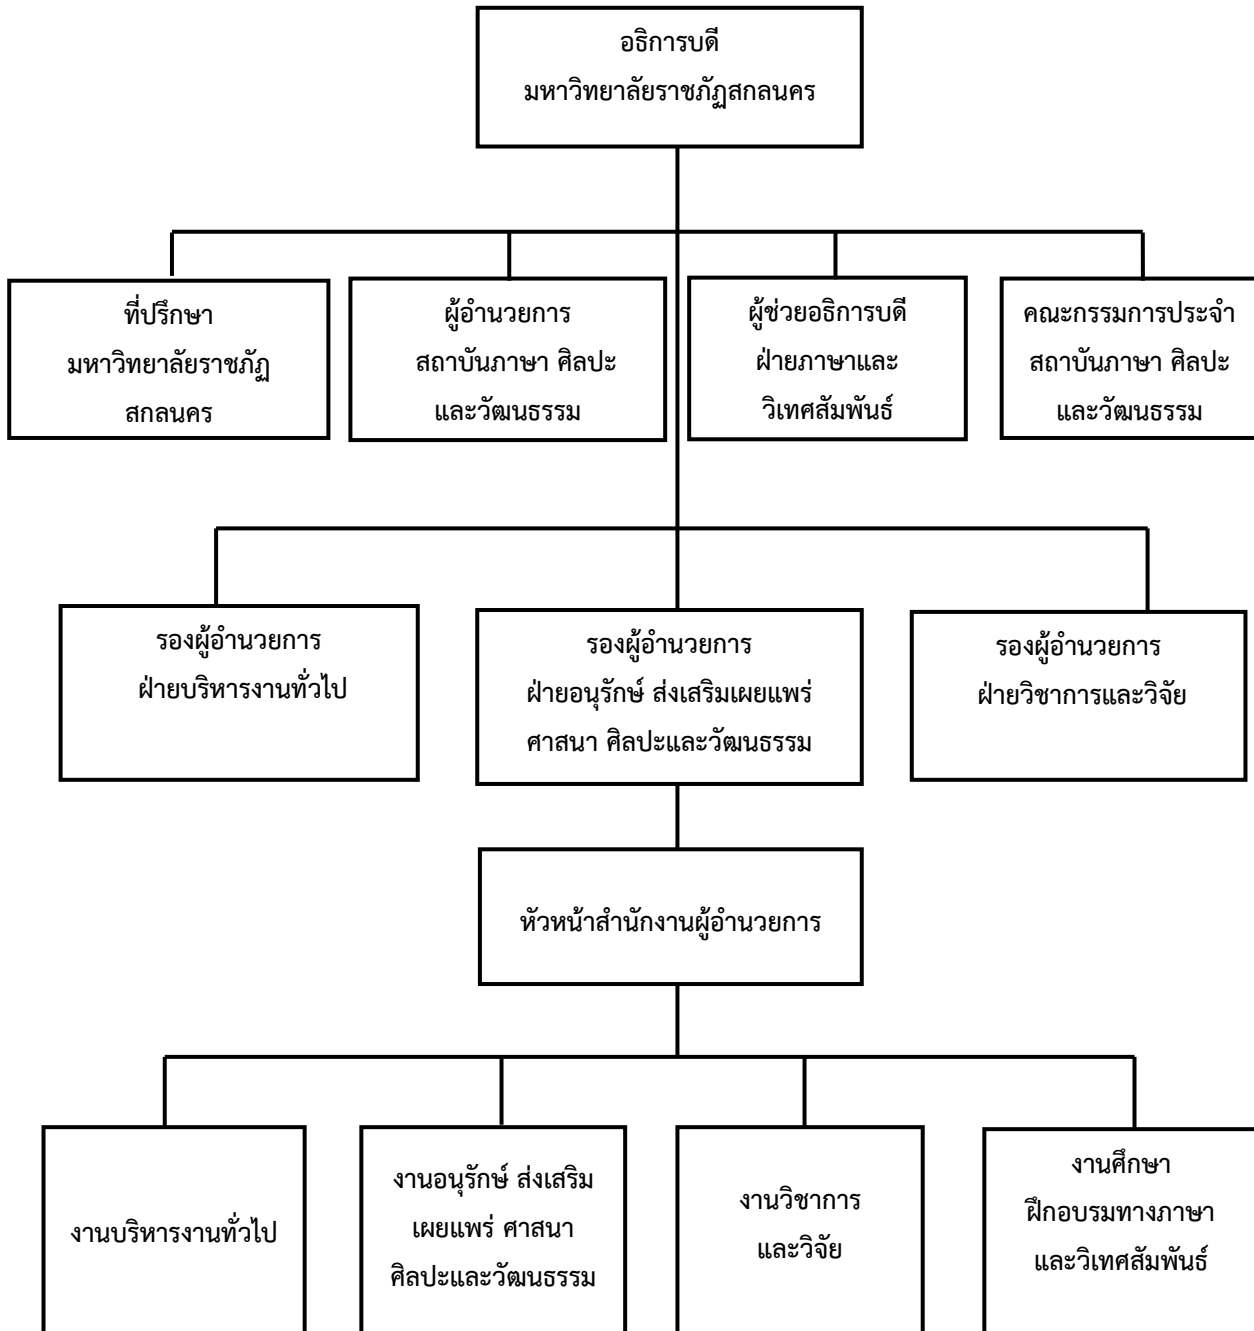 อธิการบดี
มหาวิทยาลัยราชภัฏสกลนคร
ที่ปรึกษา
มหาวิทยาลัยราชภัฏ
สกลนคร
ผู้อำนวยการ
สถาบันภาษา ศิลปะ
และวัฒนธรรม
ผู้ช่วยอธิการบดี
ฝ่ายภาษาและ
วิเทศสัมพันธ์
คณะกรรมการประจำ
สถาบันภาษา ศิลปะ
และวัฒนธรรม
รองผู้อำนวยการ
ฝ่ายบริหารงานทั่วไป
รองผู้อำนวยการ
ฝ่ายอนุรักษ์ ส่งเสริมเผยแพร่
ศาสนา ศิลปะและวัฒนธรรม
รองผู้อำนวยการ
ฝ่ายวิชาการและวิจัย
หัวหน้าสำนักงานผู้อำนวยการ
งานบริหารงานทั่วไป
งานอนุรักษ์ ส่งเสริม
เผยแพร่ ศาสนา
ศิลปะและวัฒนธรรม
งานวิชาการ
และวิจัย
งานศึกษา
ฝึกอบรมทางภาษา
และวิเทศสัมพันธ์